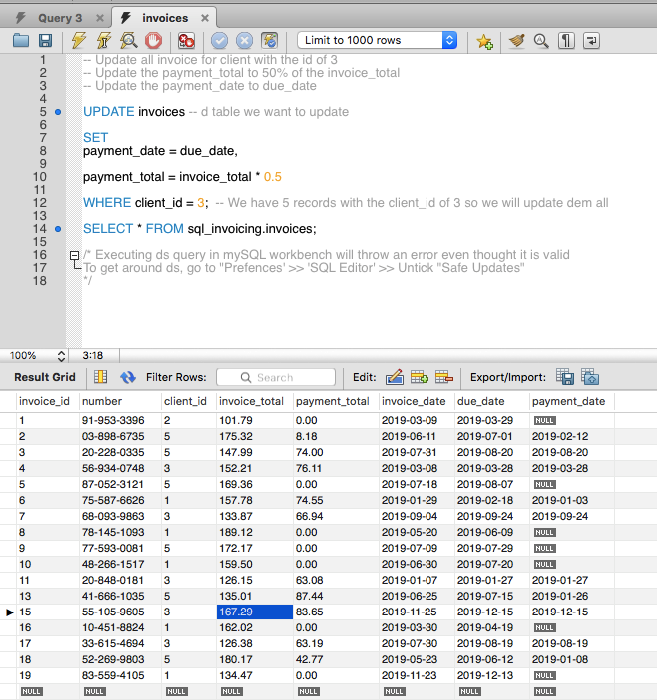 Query 3 invoices
Limit to 1000 rows
1 -- Update all invoice for client with the id of 3
2 -- Update the payment_total to 50% of the invoice_total
3 -- Update the payment_date to due_date
4
5 UPDATE invoices -- d table we want to update
6
7 SET
8 payment_date = due_date,
9
10 payment_total = invoice_total * 0.5
11
12 WHERE client_id = 3; -- We have 5 records with the client_id of 3 so we will update dem all
13
14 SELECT * FROM sql_invoicing.invoices;
15
16 /* Executing ds query in mySQL workbench will throw an error even thought it is valid
17 To get around ds, go to "Prefences' >> 'SQL Editor' >> Untick "Safe Updates"
18 */
100% 3:18
Result Grid Filter Rows: Search Edit: Export/Import:
invoice_id number client_id invoice_total payment_total invoice_date due_date payment_date
1 91-953-3396 2 101.79 0.00 2019-03-09 2019-03-29 NULL
2 03-898-6735 5 175.32 8.18 2019-06-11 2019-07-01 2019-02-12
3 20-228-0335 5 147.99 74.00 2019-07-31 2019-08-20 2019-08-20
4 56-934-0748 3 152.21 76.11 2019-03-08 2019-03-28 2019-03-28
5 87-052-3121 5 169.36 0.00 2019-07-18 2019-08-07 NULL
6 75-587-6626 1 157.78 74.55 2019-01-29 2019-02-18 2019-01-03
7 68-093-9863 3 133.87 66.94 2019-09-04 2019-09-24 2019-09-24
8 78-145-1093 1 189.12 0.00 2019-05-20 2019-06-09 NULL
9 77-593-0081 5 172.17 0.00 2019-07-09 2019-07-29 NULL
10 48-266-1517 1 159.50 0.00 2019-06-30 2019-07-20 NULL
11 20-848-0181 3 126.15 63.08 2019-01-07 2019-01-27 2019-01-27
13 41-666-1035 5 135.01 87.44 2019-06-25 2019-07-15 2019-01-26
15 55-105-9605 3 167.29 83.65 2019-11-25 2019-12-15 2019-12-15
16 10-451-8824 1 162.02 0.00 2019-03-30 2019-04-19 NULL
17 33-615-4694 3 126.38 63.19 2019-07-30 2019-08-19 2019-08-19
18 52-269-9803 5 180.17 42.77 2019-05-23 2019-06-12 2019-01-08
19 83-559-4105 1 134.47 0.00 2019-11-23 2019-12-13 NULL
NULL NULL NULL NULL NULL NULL NULL NULL